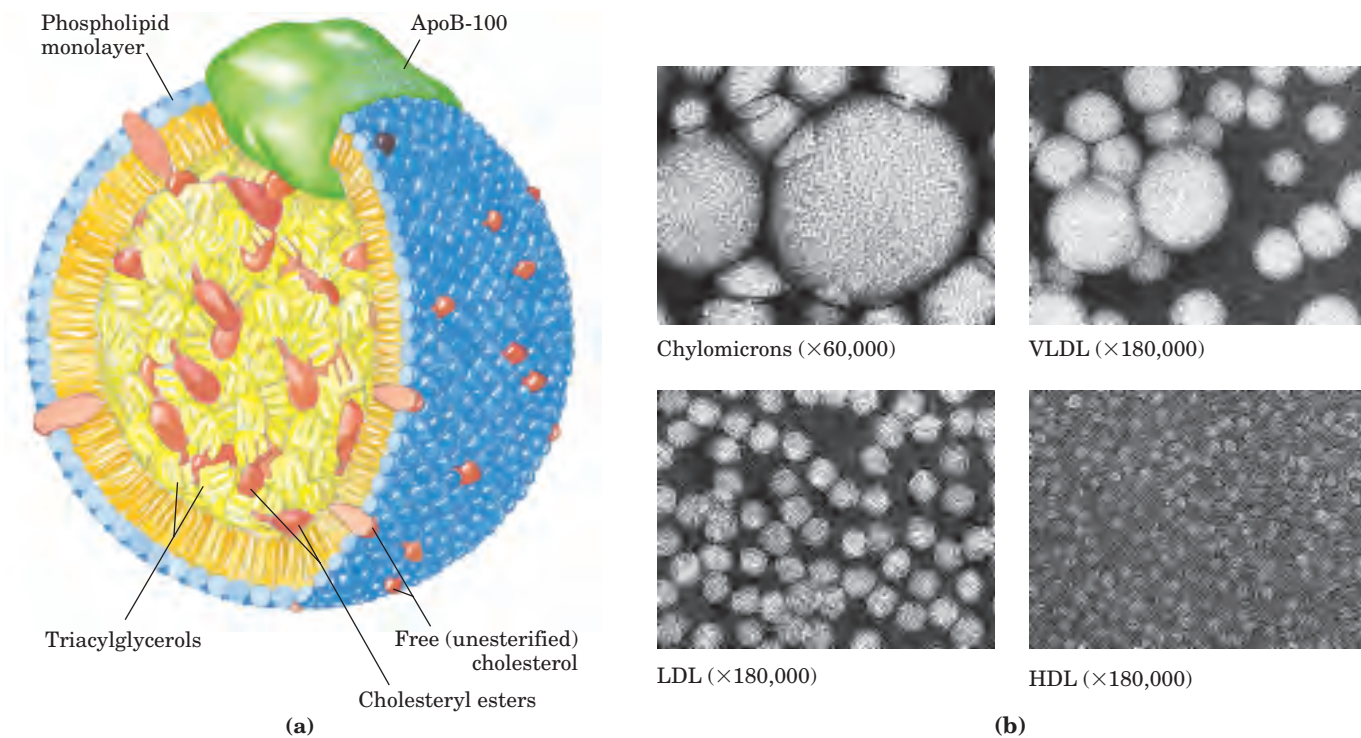 Phospholipid
monolayer
ApoB-100
Triacylglycerols
Free (unesterified)
cholesterol
Cholesteryl esters
(a)
Chylomicrons (×60,000)
VLDL (×180,000)
LDL (×180,000)
HDL (×180,000)
(b)